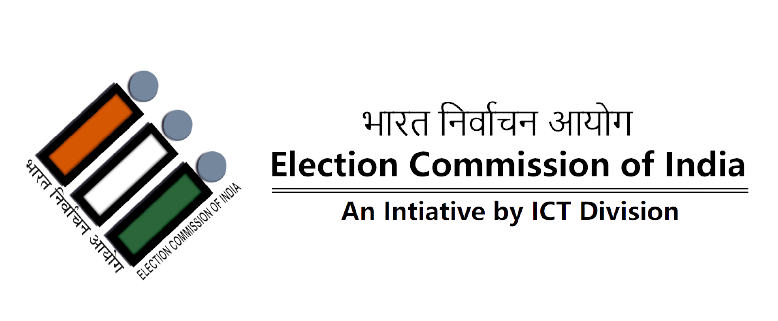 भारत निर्वाचन आयोग
ELECTION COMMISSION OF INDIA
भारत निर्वाचन आयोग
Election Commission of India
An Intiative by ICT Division